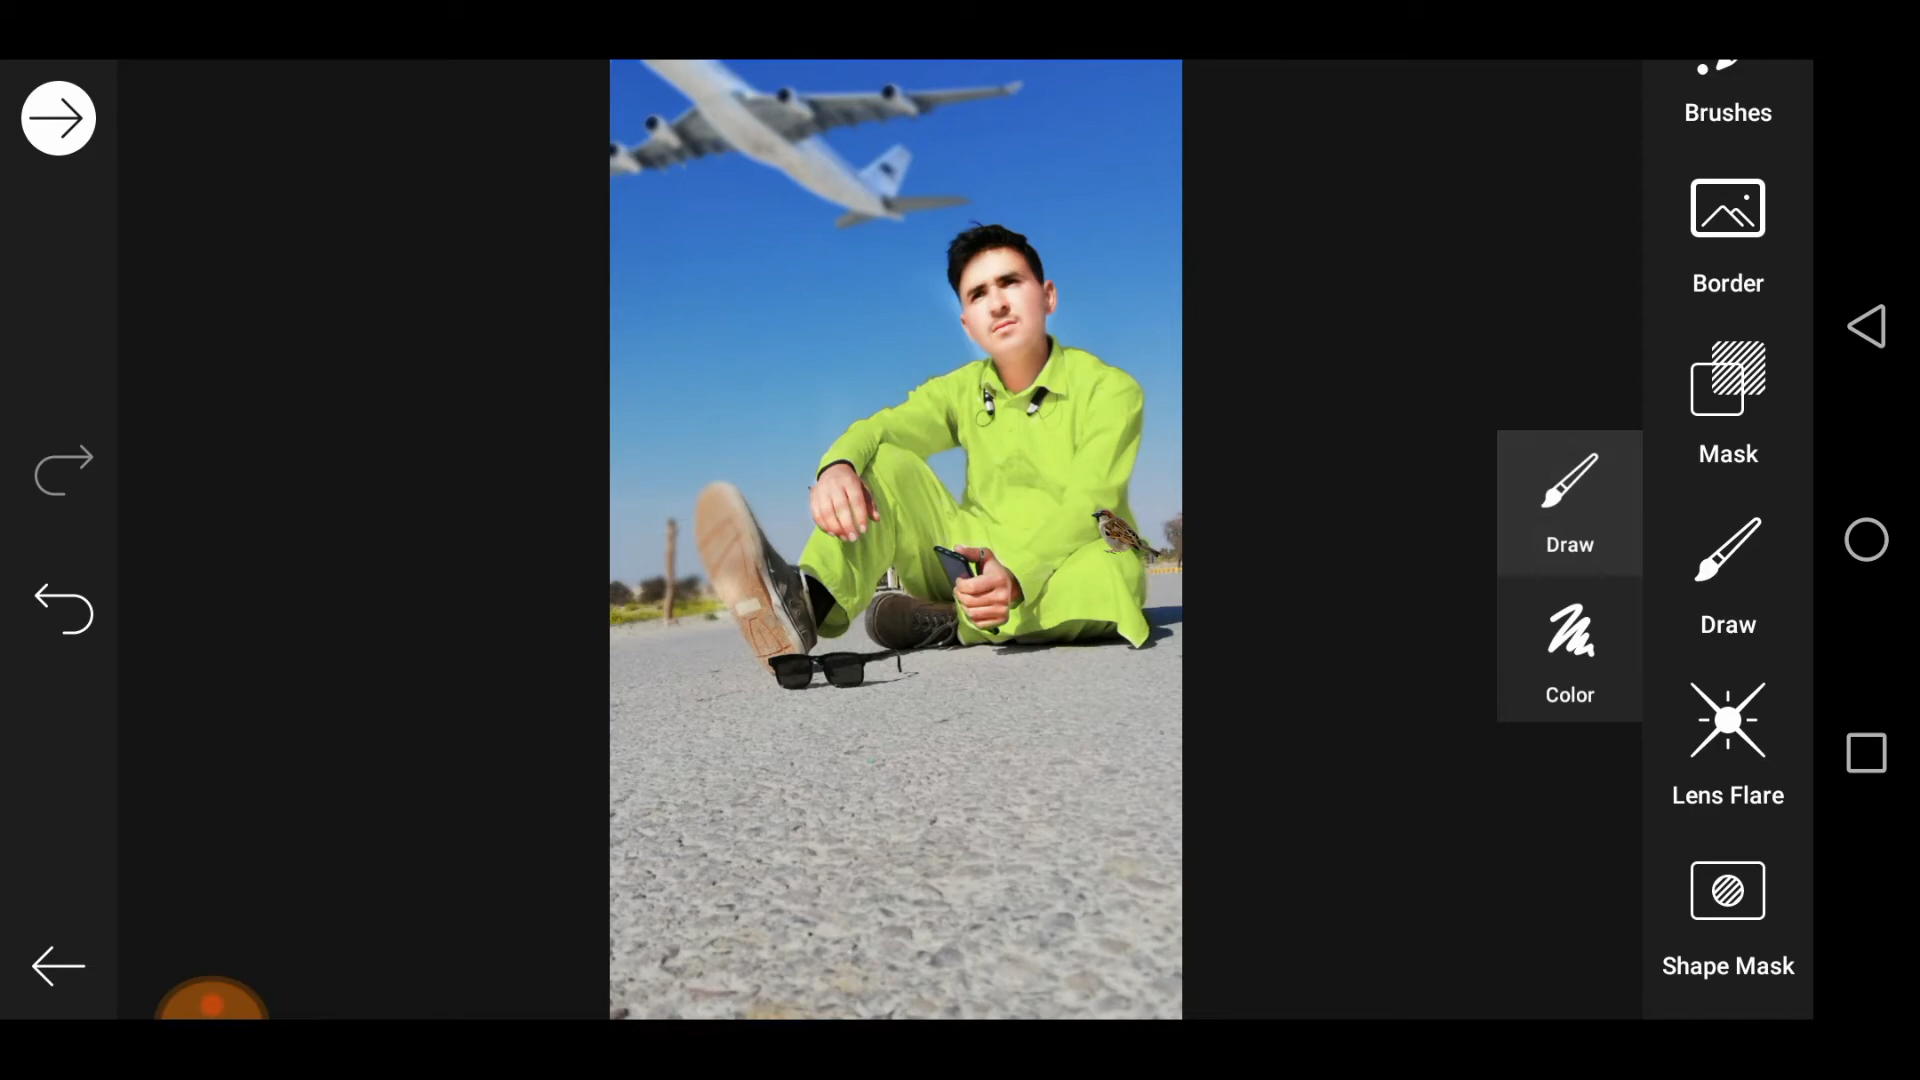 Brushes
Border
Mask
Draw
Draw
Color
Lens Flare
Shape Mask